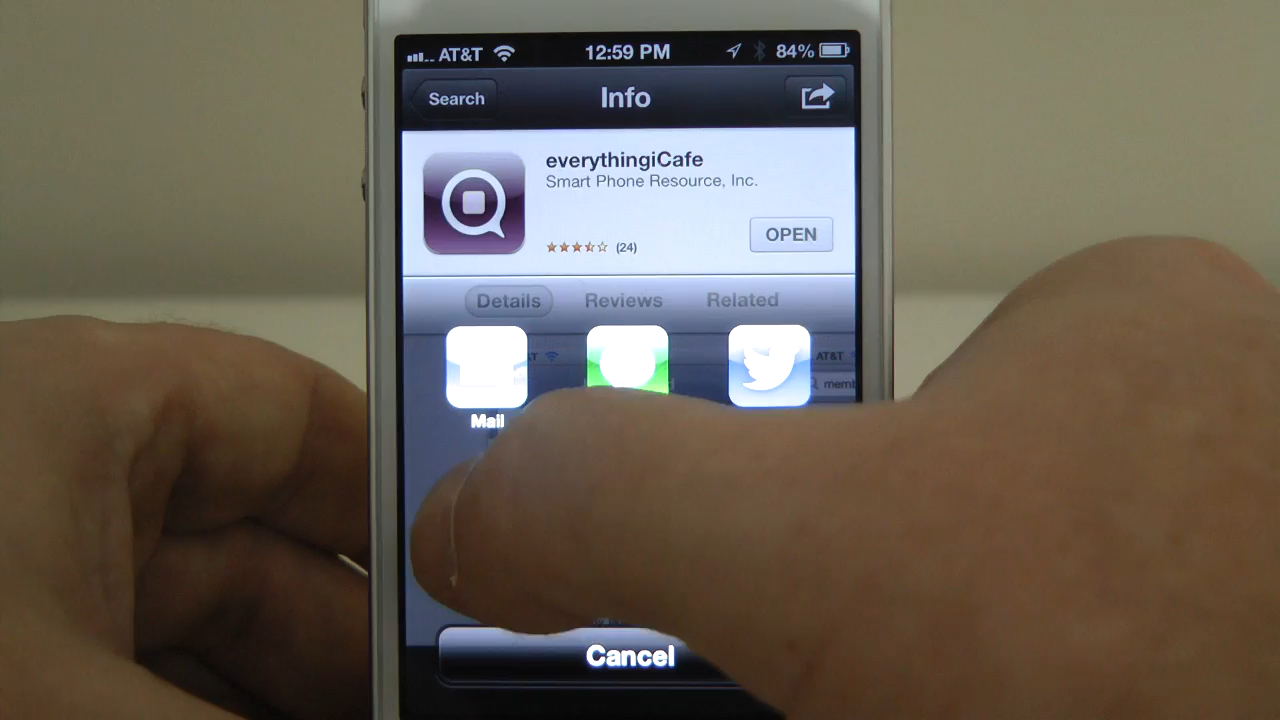 AT&T 12:59 PM 84%
Search Info
everythingiCafe
Smart Phone Resource, Inc.
(24) OPEN
Details Reviews Related
AT&T
Mail
Cancel